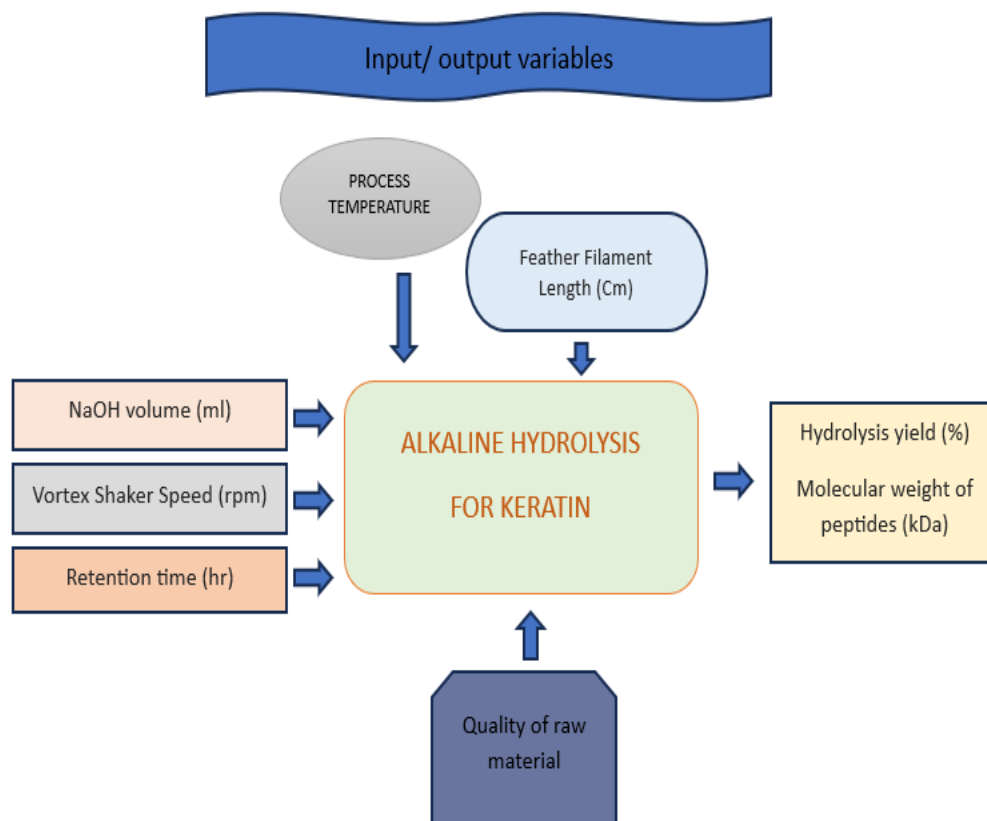 Input/ output variables
PROCESS
TEMPERATURE
Feather Filament
Length (Cm)
NaOH volume (ml)
Vortex Shaker Speed (rpm)
Retention time (hr)
ALKALINE HYDROLYSIS
FOR KERATIN
Hydrolysis yield (%)
Molecular weight of
peptides (kDa)
Quality of raw
material